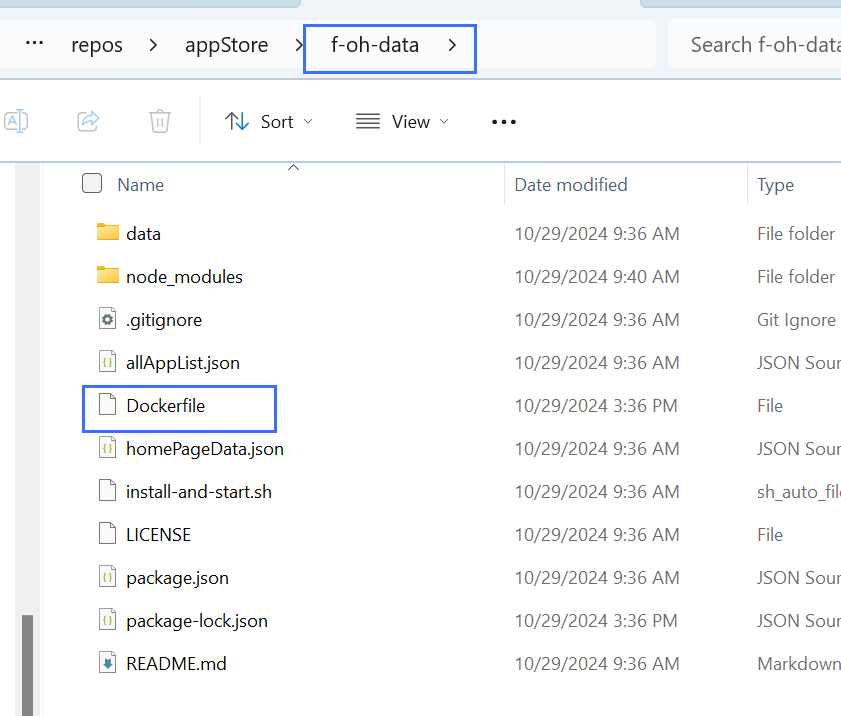 ... repos > appStore > f-oh-data > Search f-oh-data
Sort View ...
Name Date modified Type
data 10/29/2024 9:36 AM File folder
node_modules 10/29/2024 9:40 AM File folder
.gitignore 10/29/2024 9:36 AM Git Ignore
allAppList.json 10/29/2024 9:36 AM JSON Sour
Dockerfile 10/29/2024 3:36 PM File
homePageData.json 10/29/2024 9:36 AM JSON Sour
install-and-start.sh 10/29/2024 9:36 AM sh_auto_file
LICENSE 10/29/2024 9:36 AM File
package.json 10/29/2024 9:36 AM JSON Sour
package-lock.json 10/29/2024 3:36 PM JSON Sour
README.md 10/29/2024 9:36 AM Markdown